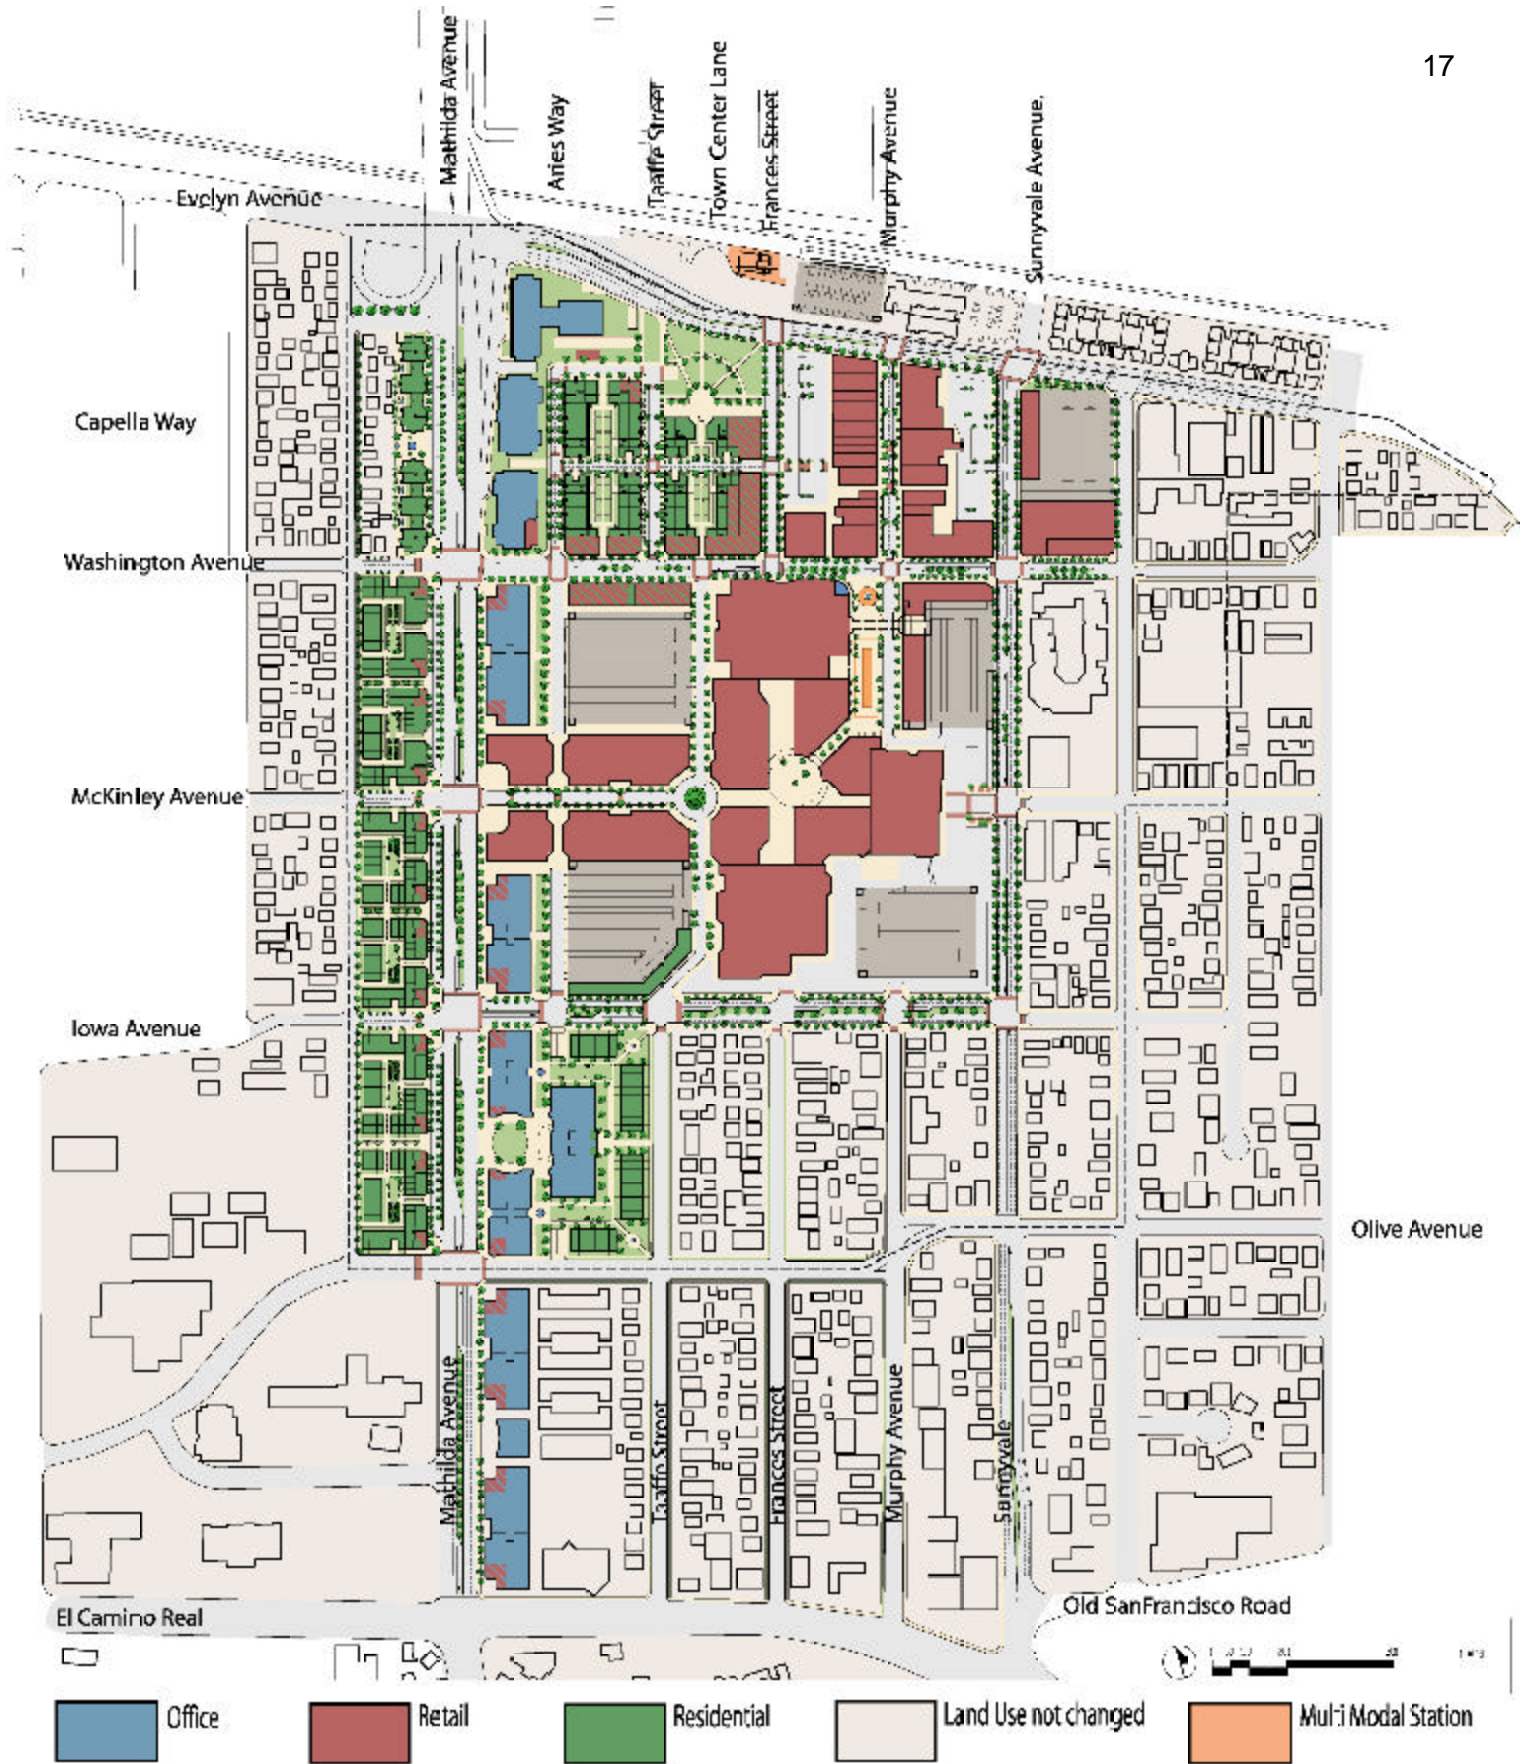 17
Mathilda Avenue
Aries Way
Taaffe Street
Town Center Lane
Frances Street
Murphy Avenue
Sunnyvale Avenue.
Evelyn Avenue
Capella Way
Washington Avenue
McKinley Avenue
Iowa Avenue
Olive Avenue
Mathilda Avenue
Taaffe Street
Frances Street
Murphy Avenue
Sunnyvale
El Camino Real
Old SanFrancisco Road
Office
Retail
Residential
Land Use not changed
Multi Modal Station